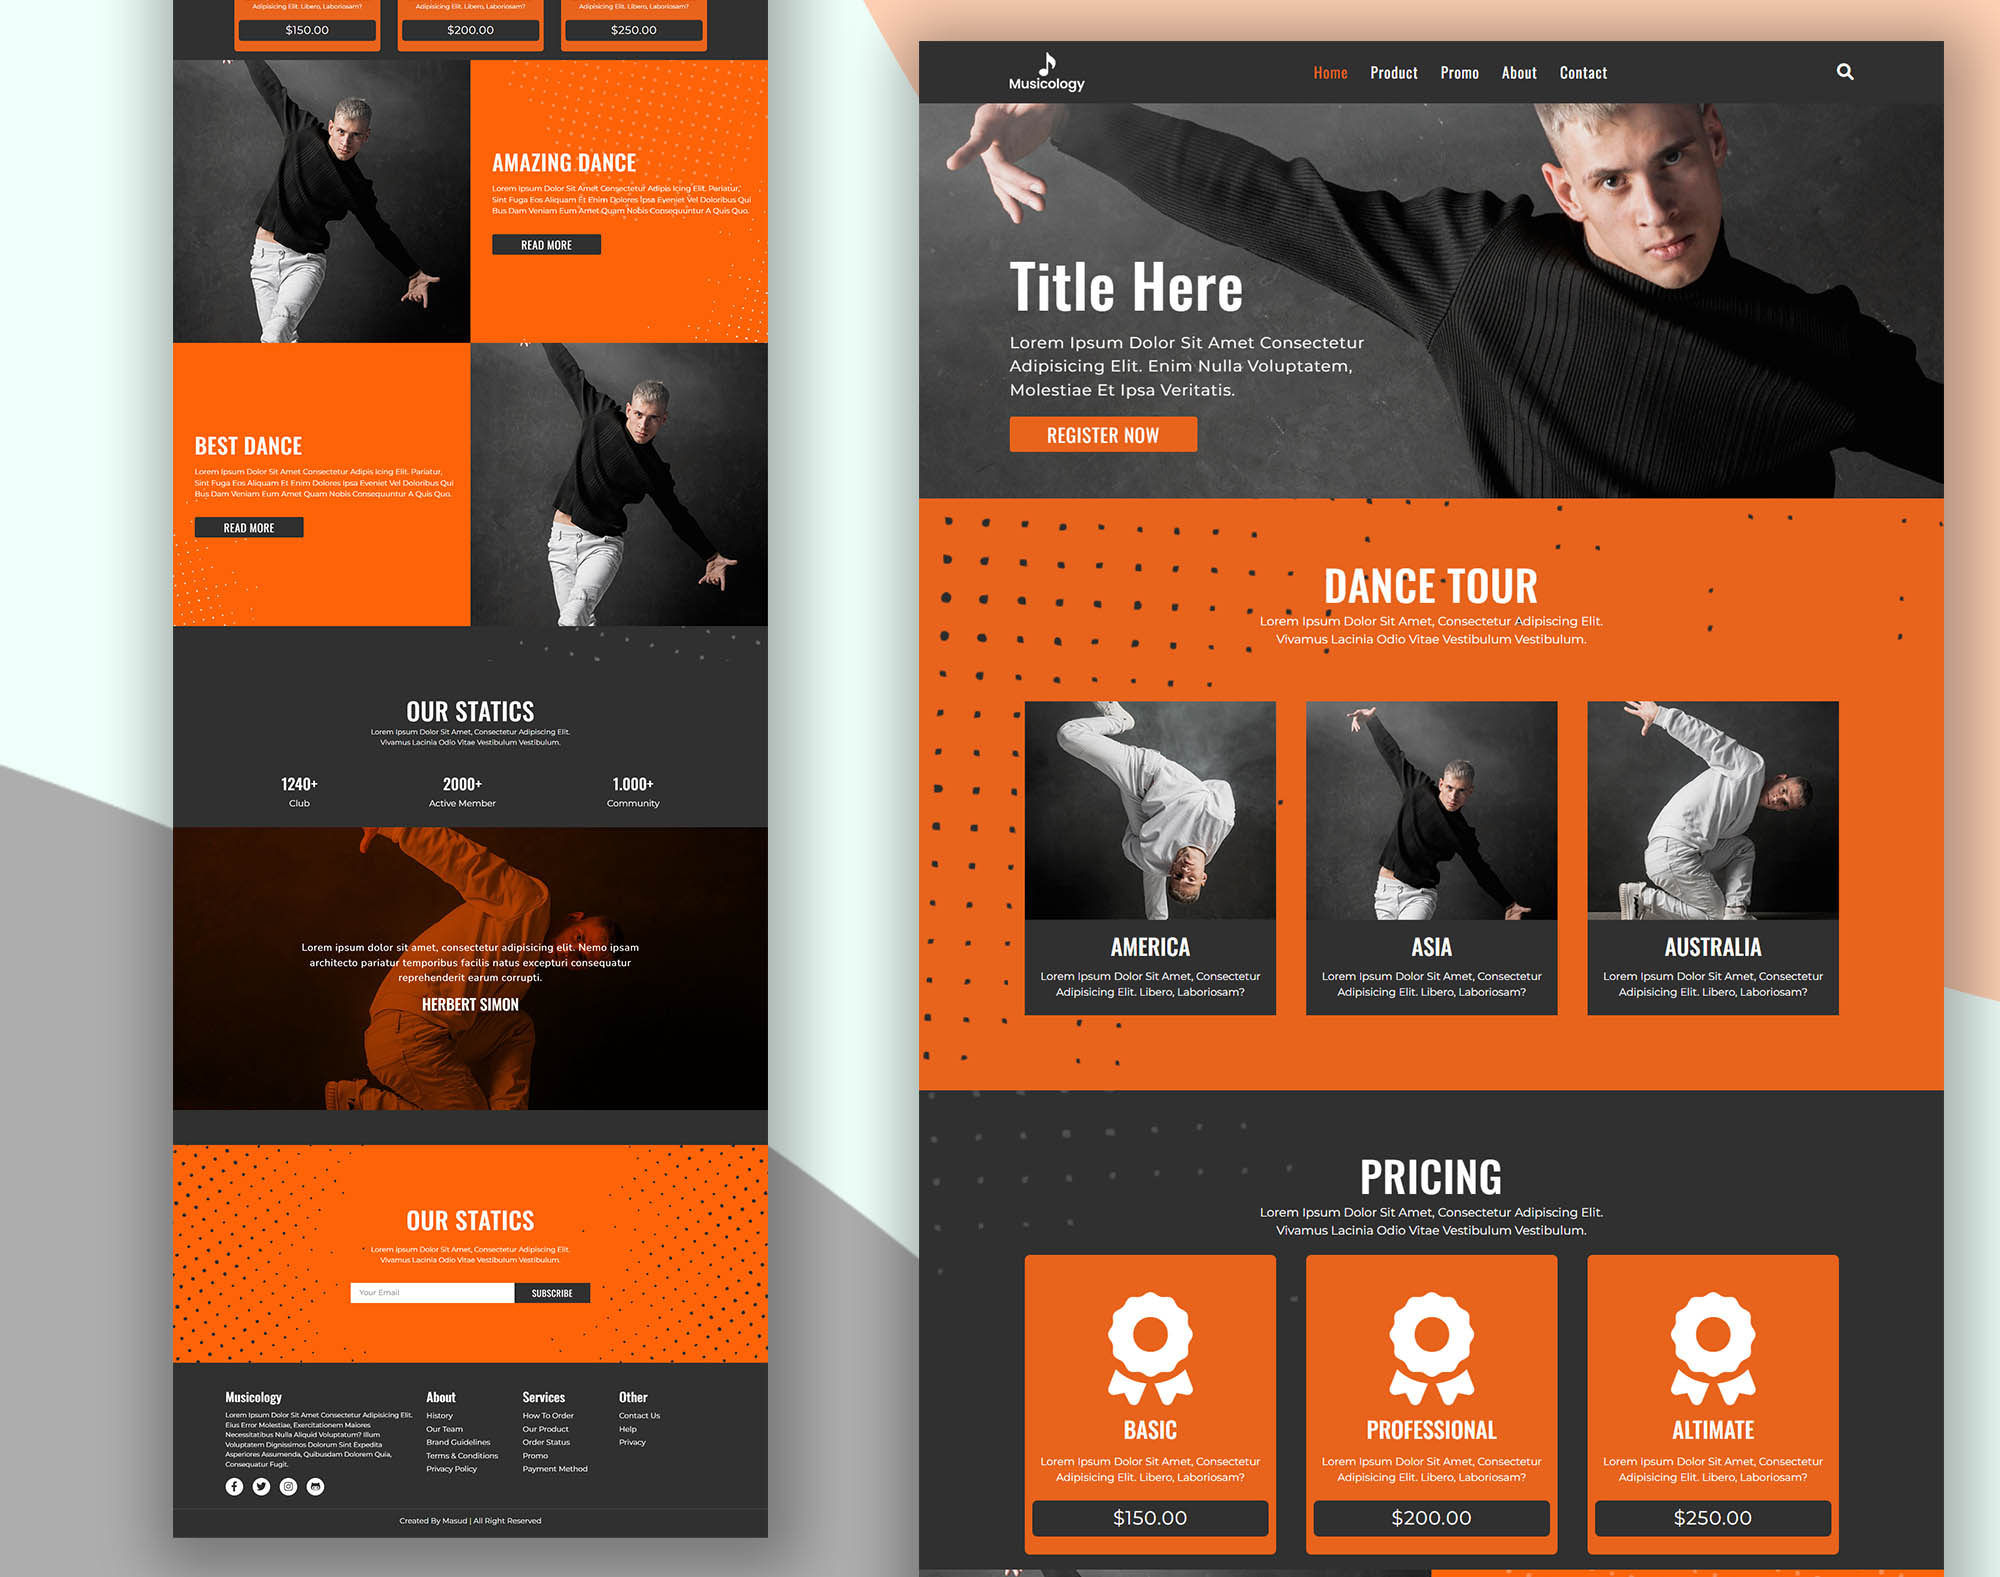 Adipisicing Elit. Libero, Laboriosam?
Adipisicing Elit. Libero, Laboriosam?
Adipisicing Elit. Libero, Laboriosam?
$150.00
$200.00
$250.00
AMAZING DANCE
Lorem Ipsum Dolor Sit Amet Consectetur Adipis Icing Elit. Pariatur,
Sint Fuga Eos Aliquam Et Enim Dolores Ipsa Eveniet Vel Doloribus Qui
Bus Dam Veniam Eum Amet Quam Nobis Consequuntur A Quis Quo.
READ MORE
BEST DANCE
Lorem Ipsum Dolor Sit Amet Consectetur Adipis Icing Elit. Pariatur,
Sint Fuga Eos Aliquam Et Enim Dolores Ipsa Eveniet Vel Doloribus Qui
Bus Dam Veniam Eum Amet Quam Nobis Consequuntur A Quis Quo.
READ MORE
OUR STATICS
Lorem Ipsum Dolor Sit Amet, Consectetur Adipiscing Elit.
Vivamus Lacinia Odio Vitae Vestibulum Vestibulum.
1240+
Club
2000+
Active Member
1.000+
Community
Lorem ipsum dolor sit amet, consectetur adipisicing elit. Nemo ipsam
architecto pariatur temporibus facilis natus excepturi consequatur
reprehenderit earum corrupti.
HERBERT SIMON
OUR STATICS
Lorem Ipsum Dolor Sit Amet, Consectetur Adipiscing Elit.
Vivamus Lacinia Odio Vitae Vestibulum Vestibulum.
Your Email
SUBSCRIBE
Musicology
Lorem Ipsum Dolor Sit Amet Consectetur Adipisicing Elit.
Eius Error Molestiae, Exercitationem Maiores
Necessitatibus Nulla Aliquid Voluptatum? Illum
Voluptatem Dignissimos Dolorum Sint Expedita
Asperiores Assumenda, Quibusdam Dolorem Quia,
Consequatur Fugit.
About
History
Our Team
Brand Guidelines
Terms & Conditions
Privacy Policy
Services
How To Order
Our Product
Order Status
Promo
Payment Method
Other
Contact Us
Help
Privacy
Created By Masud | All Right Reserved
Musicology
Home
Product
Promo
About
Contact
Title Here
Lorem Ipsum Dolor Sit Amet Consectetur
Adipisicing Elit. Enim Nulla Voluptatem,
Molestiae Et Ipsa Veritatis.
REGISTER NOW
DANCE TOUR
Lorem Ipsum Dolor Sit Amet, Consectetur Adipiscing Elit.
Vivamus Lacinia Odio Vitae Vestibulum Vestibulum.
AMERICA
Lorem Ipsum Dolor Sit Amet, Consectetur
Adipisicing Elit. Libero, Laboriosam?
ASIA
Lorem Ipsum Dolor Sit Amet, Consectetur
Adipisicing Elit. Libero, Laboriosam?
AUSTRALIA
Lorem Ipsum Dolor Sit Amet, Consectetur
Adipisicing Elit. Libero, Laboriosam?
PRICING
Lorem Ipsum Dolor Sit Amet, Consectetur Adipiscing Elit.
Vivamus Lacinia Odio Vitae Vestibulum Vestibulum.
BASIC
Lorem Ipsum Dolor Sit Amet, Consectetur
Adipisicing Elit. Libero, Laboriosam?
$150.00
PROFESSIONAL
Lorem Ipsum Dolor Sit Amet, Consectetur
Adipisicing Elit. Libero, Laboriosam?
$200.00
ALTIMATE
Lorem Ipsum Dolor Sit Amet, Consectetur
Adipisicing Elit. Libero, Laboriosam?
$250.00